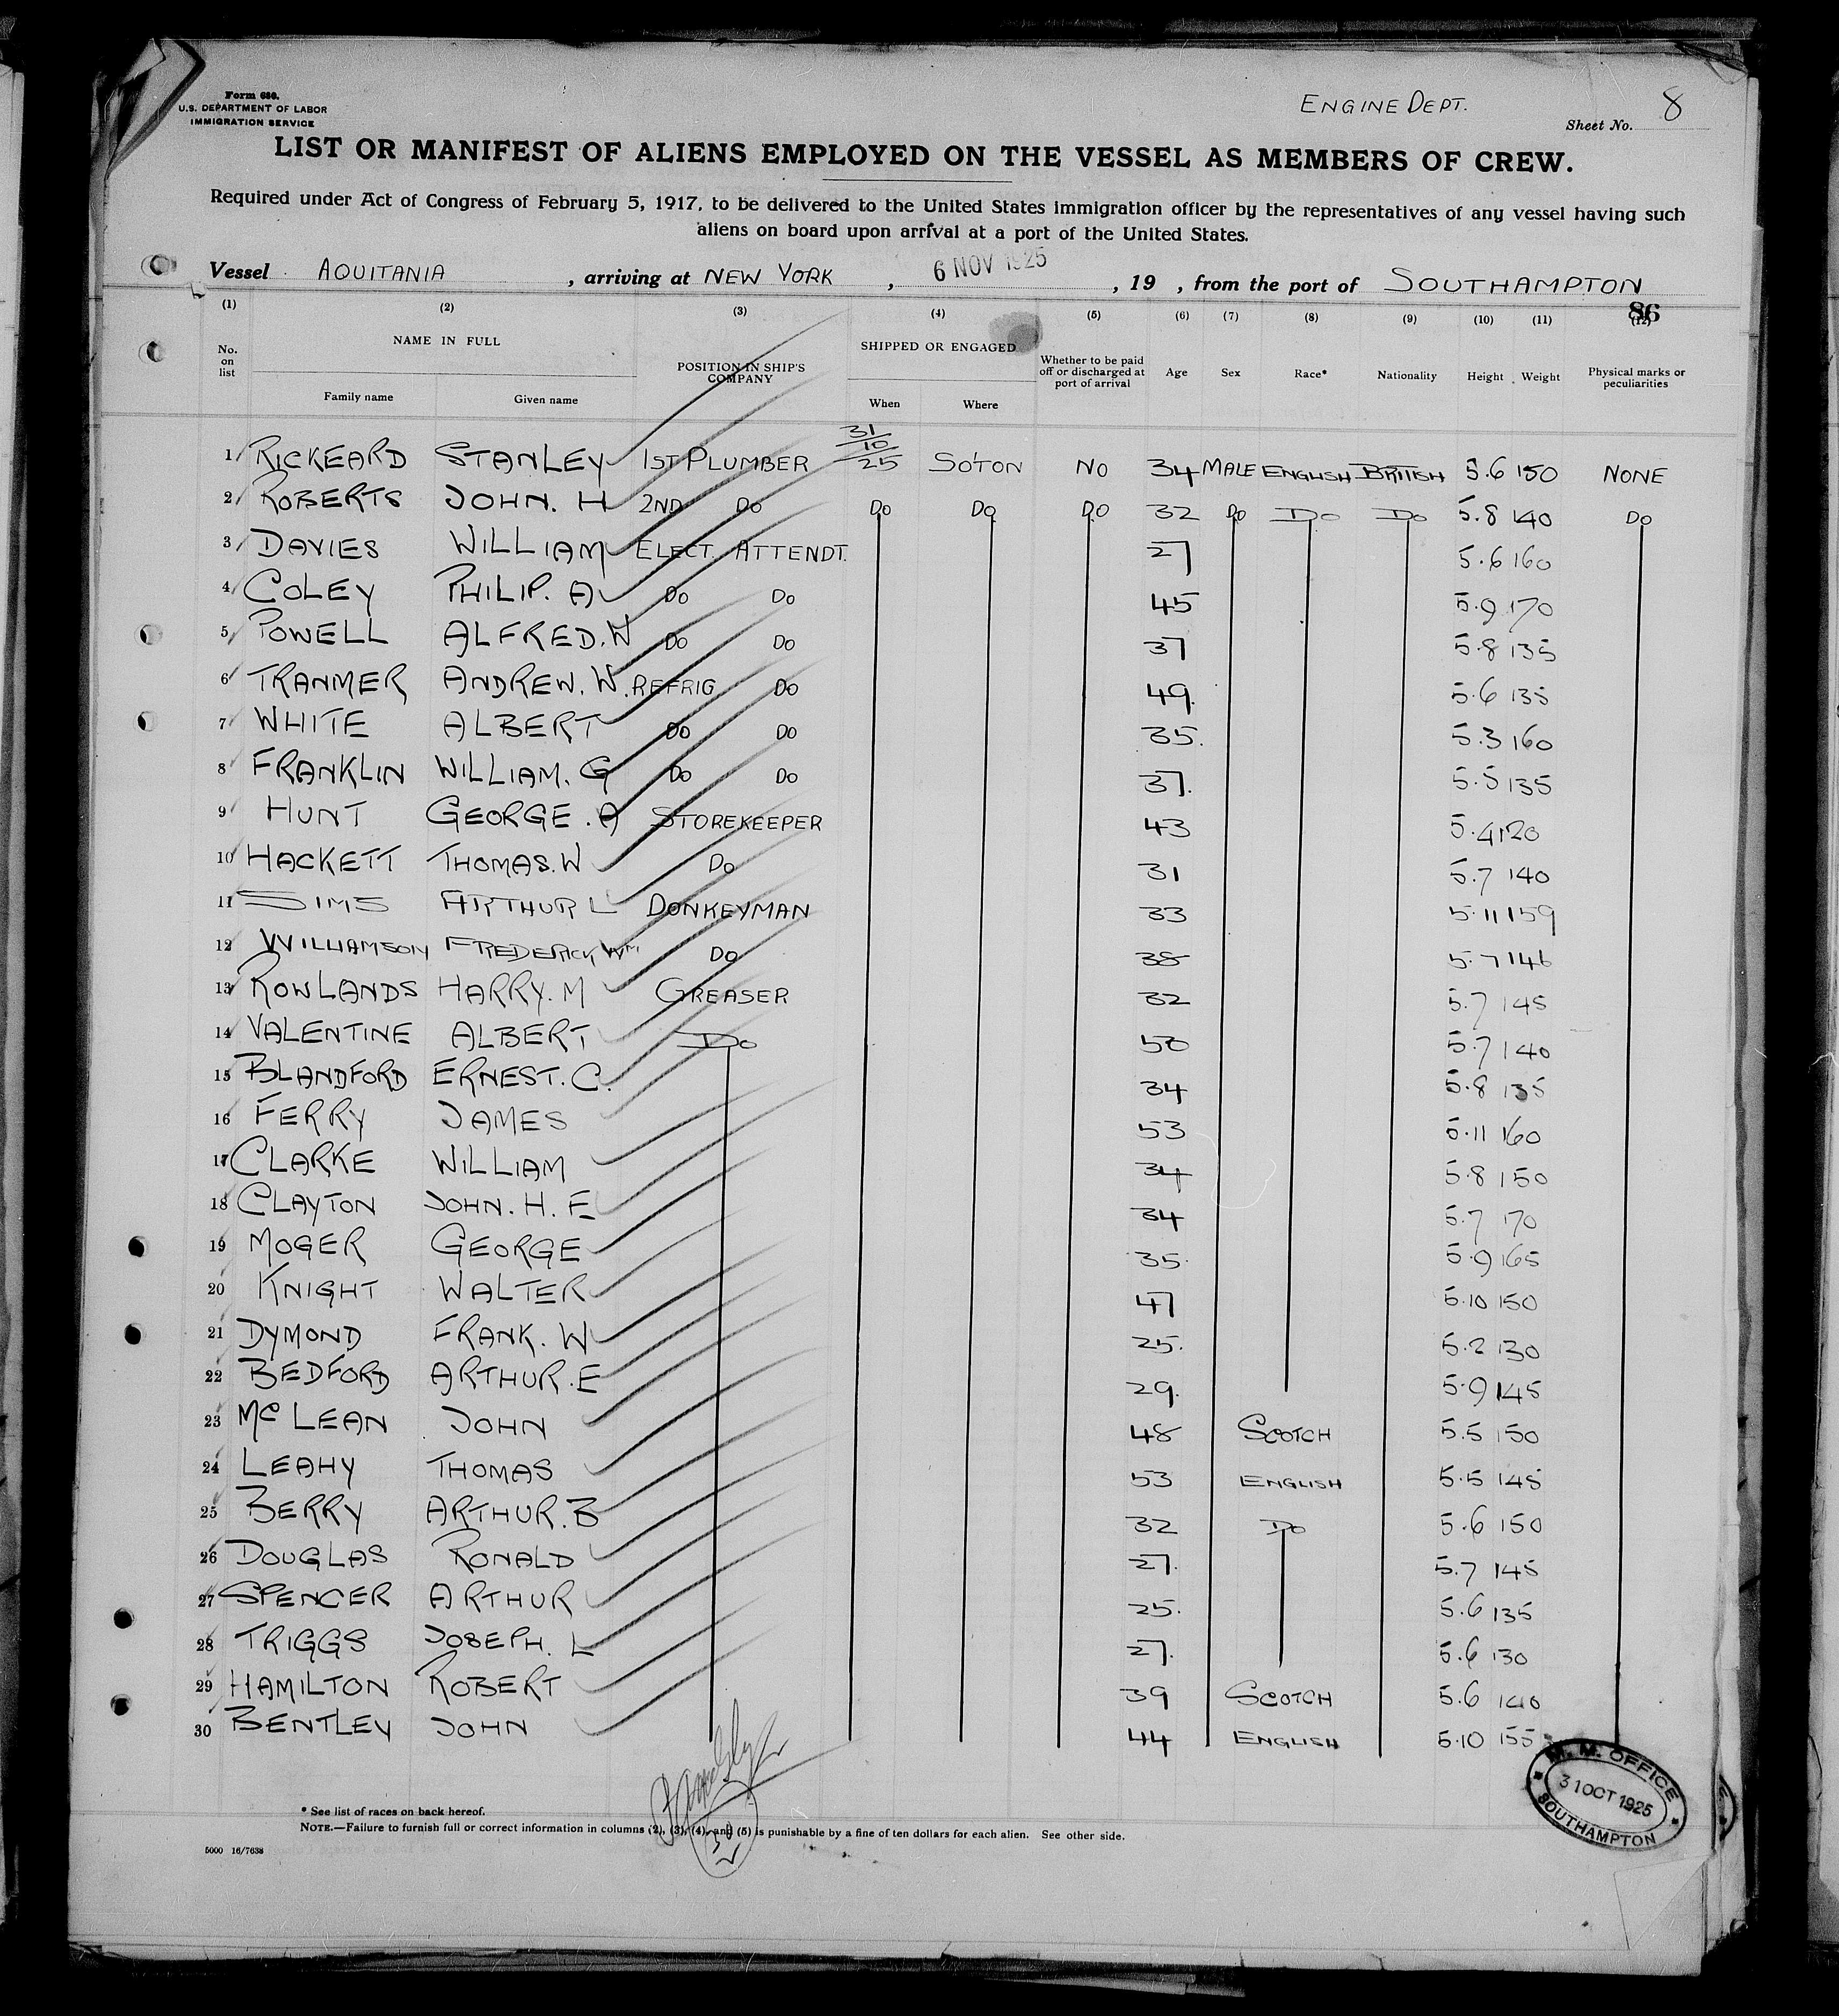 Form 680.
U.S. DEPARTMENT OF LABOR
IMMIGRATION SERVICE
ENGINE DEPT.
Sheet No. 8
LIST OR MANIFEST OF ALIENS EMPLOYED ON THE VESSEL AS MEMBERS OF CREW.
Required under Act of Congress of February 5, 1917, to be delivered to the United States immigration officer by the representatives of any vessel having such
aliens on board upon arrival at a port of the United States.
Vessel AQUITANIA, arriving at NEW YORK, 6 NOV 1925, 19 , from the port of SOUTHAMPTON
86
(1) (2) (3) (4) (5) (6) (7) (8) (9) (10) (11) (12)
No. on list NAME IN FULL Family name Given name POSITION IN SHIP'S COMPANY SHIPPED OR ENGAGED When Where Whether to be paid off or discharged at port of arrival Age Sex Race* Nationality Height Weight Physical marks or peculiarities
1 RICKEARD STANLEY 1ST PLUMBER 31/10/25 SO'TON NO 34 MALE ENGLISH BRITISH 5.6 150 NONE
2 ROBERTS JOHN. H 2ND DO DO DO DO 32 DO DO DO 5.8 140 DO
3 DAVIES WILLIAM ELECT. ATTENDT. 27 5.6 160
4 COLEY PHILIP. A DO DO 45 5.9 170
5 POWELL ALFRED. W DO DO 37 5.8 135
6 TRANMER ANDREW. W. REFRIG DO 49. 5.6 135
7 WHITE ALBERT DO DO 35. 5.3 160
8 FRANKLIN WILLIAM. G DO DO 37. 5.5 135
9 HUNT GEORGE. A STOREKEEPER 43 5.4 120
10 HACKETT THOMAS. W DO 31 5.7 140
11 SIMS ARTHUR L DONKEYMAN 33 5.11 159
12 WILLIAMSON FREDERICK WM DO 38 5.7 146
13 ROWLANDS HARRY. M GREASER 32 5.7 145
14 VALENTINE ALBERT DO 50 5.7 140
15 BLANDFORD ERNEST. C. 34 5.8 135
16 FERRY JAMES 53 5.11 160
17 CLARKE WILLIAM 34 5.8 150
18 CLAYTON JOHN. H. E 34 5.7 170
19 MOGER GEORGE 35. 5.9 165
20 KNIGHT WALTER 47 5.10 150
21 DYMOND FRANK. W 25. 5.2 130
22 BEDFORD ARTHUR. E 29. 5.9 145
23 Mc LEAN JOHN 48 SCOTCH 5.5 150
24 LEAHY THOMAS 53 ENGLISH 5.5 145
25 BERRY ARTHUR. B 32 DO 5.6 150
26 DOUGLAS RONALD 27. 5.7 145
27 SPENCER ARTHUR 25. 5.6 135
28 TRIGGS JOSEPH. L 27. 5.6 130
29 HAMILTON ROBERT 39 SCOTCH 5.6 140
30 BENTLEY JOHN 44 ENGLISH 5.10 155
M. M. OFFICE
31 OCT 1925
SOUTHAMPTON
* See list of races on back hereof.
NOTE.—Failure to furnish full or correct information in columns (2), (3), (4), and (5) is punishable by a fine of ten dollars for each alien. See other side.
5000 16/7638